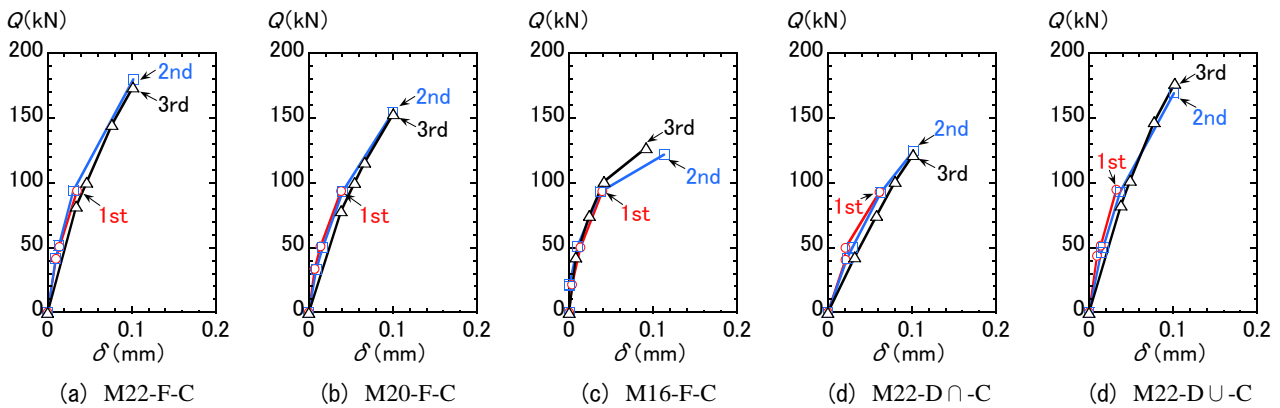 Q(kN)
200
150
100
50
0
0
0.1
0.2
δ(mm)
2nd
3rd
1st
(a) M22-F-C
Q(kN)
200
150
100
50
0
0
0.1
0.2
δ(mm)
2nd
3rd
1st
(b) M20-F-C
Q(kN)
200
150
100
50
0
0
0.1
0.2
δ(mm)
3rd
2nd
1st
(c) M16-F-C
Q(kN)
200
150
100
50
0
0
0.1
0.2
δ(mm)
2nd
3rd
1st
(d) M22-D∩-C
Q(kN)
200
150
100
50
0
0
0.1
0.2
δ(mm)
3rd
2nd
1st
(d) M22-D∪-C